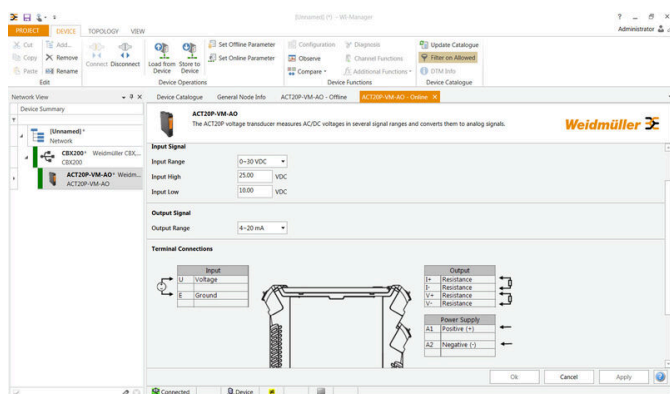 [Unnamed] (*) - WI-Manager
PROJECT DEVICE TOPOLOGY VIEW
Administrator
Cut
Copy
Paste
Add...
Remove
Rename
Edit
Connect
Disconnect
Load from Device
Store to Device
Device Operations
Set Offline Parameter
Set Online Parameter
Configuration
Observe
Compare
Diagnosis
Channel Functions
Additional Functions
Device Functions
Update Catalogue
Filter on Allowed
DTM Info
Device Catalogue
Network View
Device Summary
[Unnamed] *
Network
CBX200* Weidmüller CBX,...
CBX200
ACT20P-VM-AO* Weidm...
ACT20P-VM-AO
Device Catalogue General Node Info ACT20P-VM-AO - Offline ACT20P-VM-AO - Online
ACT20P-VM-AO
The ACT20P voltage transducer measures AC/DC voltages in several signal ranges and converts them to analog signals.
Weidmüller
Input Signal
Input Range 0~30 VDC
Input High 25.00 VDC
Input Low 10.00 VDC
Output Signal
Output Range 4~20 mA
Terminal Connections
Input
U Voltage
E Ground
Output
I+ Resistance
I- Resistance
V+ Resistance
V- Resistance
Power Supply
A1 Positive (+)
A2 Negative (-)
Ok Cancel Apply
Connected Device